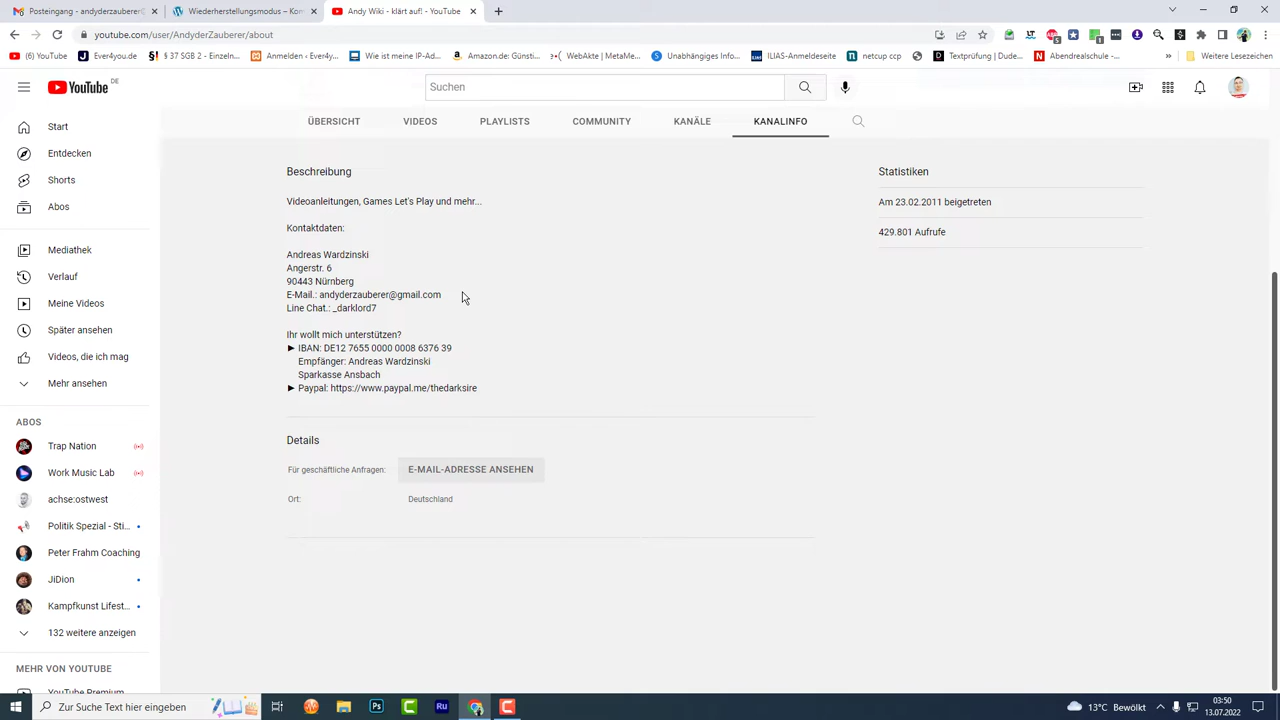 Posteingang - andyderzauberer@
Wiederherstellungsmodus – Kom
Andy Wiki - klärt auf! - YouTube
youtube.com/user/AndyderZauberer/about
(6) YouTube
Ever4you.de
§ 37 SGB 2 - Einzeln...
Anmelden ‹ Ever4y...
Wie ist meine IP-Ad...
Amazon.de: Günsti...
WebAkte | MetaMe...
Unabhängiges Info...
ILIAS-Anmeldeseite
netcup ccp
Textprüfung | Dude...
Abendrealschule -...
»
Weitere Lesezeichen
YouTube DE
Suchen
ÜBERSICHT
VIDEOS
PLAYLISTS
COMMUNITY
KANÄLE
KANALINFO
Start
Entdecken
Shorts
Abos
Mediathek
Verlauf
Meine Videos
Später ansehen
Videos, die ich mag
Mehr ansehen
ABOS
Trap Nation
Work Music Lab
achse:ostwest
Politik Spezial - Sti...
Peter Frahm Coaching
JiDion
Kampfkunst Lifest...
132 weitere anzeigen
MEHR VON YOUTUBE
YouTube Premium
Beschreibung
Videoanleitungen, Games Let's Play und mehr...
Kontaktdaten:
Andreas Wardzinski
Angerstr. 6
90443 Nürnberg
E-Mail.: andyderzauberer@gmail.com
Line Chat.: _darklord7
Ihr wollt mich unterstützen?
► IBAN: DE12 7655 0000 0008 6376 39
Empfänger: Andreas Wardzinski
Sparkasse Ansbach
► Paypal: https://www.paypal.me/thedarksire
Details
Für geschäftliche Anfragen:
E-MAIL-ADRESSE ANSEHEN
Ort:
Deutschland
Statistiken
Am 23.02.2011 beigetreten
429.801 Aufrufe
Zur Suche Text hier eingeben
Ps
Ru
13°C Bewölkt
03:50
13.07.2022